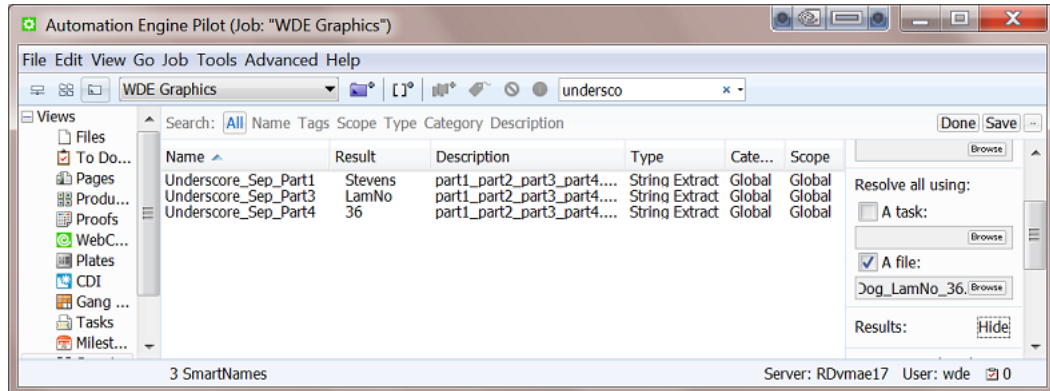 Automation Engine Pilot (Job: "WDE Graphics")
File Edit View Go Job Tools Advanced Help
WDE Graphics undersco
Views
Files
To Do...
Pages
Produ...
Proofs
WebC...
Plates
CDI
Gang ...
Tasks
Milest...
Search: All Name Tags Scope Type Category Description Done Save
Name Result Description Type Cate... Scope
Underscore_Sep_Part1 Stevens part1_part2_part3_part4.... String Extract Global Global
Underscore_Sep_Part3 LamNo part1_part2_part3_part4.... String Extract Global Global
Underscore_Sep_Part4 36 part1_part2_part3_part4.... String Extract Global Global
Browse
Resolve all using:
A task:
Browse
A file:
Dog_LamNo_36. Browse
Results: Hide
3 SmartNames Server: RDvmae17 User: wde 0